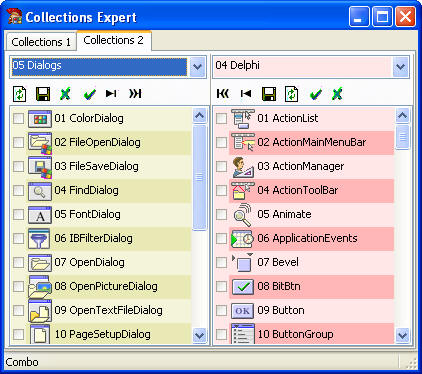 Collections Expert
Collections 1
Collections 2
05 Dialogs
04 Delphi
01 ColorDialog
02 FileOpenDialog
03 FileSaveDialog
04 FindDialog
05 FontDialog
06 IBFilterDialog
07 OpenDialog
08 OpenPictureDialog
09 OpenTextFileDialog
10 PageSetupDialog
01 ActionList
02 ActionMainMenuBar
03 ActionManager
04 ActionToolBar
05 Animate
06 ApplicationEvents
07 Bevel
08 BitBtn
09 Button
10 ButtonGroup
Combo